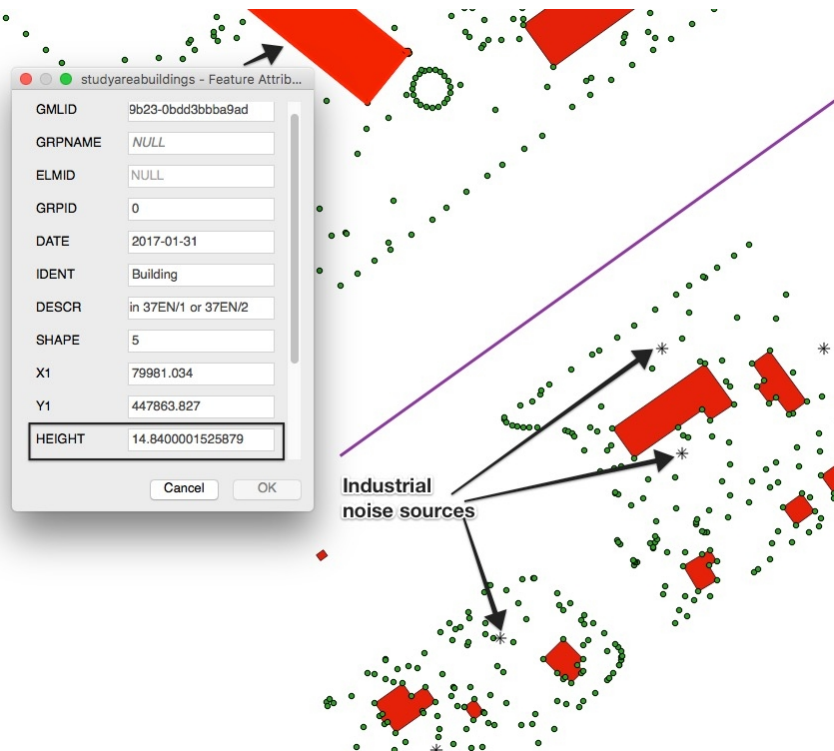 studyareabuildings - Feature Attrib...
GMLID 9b23-0bdd3bbba9ad
GRPNAME NULL
ELMID NULL
GRPID 0
DATE 2017-01-31
IDENT Building
DESCR in 37EN/1 or 37EN/2
SHAPE 5
X1 79981.034
Y1 447863.827
HEIGHT 14.8400001525879
Cancel OK
Industrial
noise sources